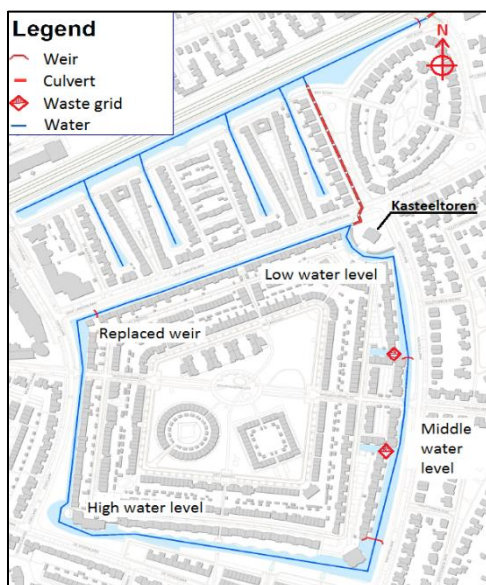 Legend
Weir
Culvert
Waste grid
Water
N
Kasteeltoren
Low water level
Replaced weir
Middle
water
level
High water level